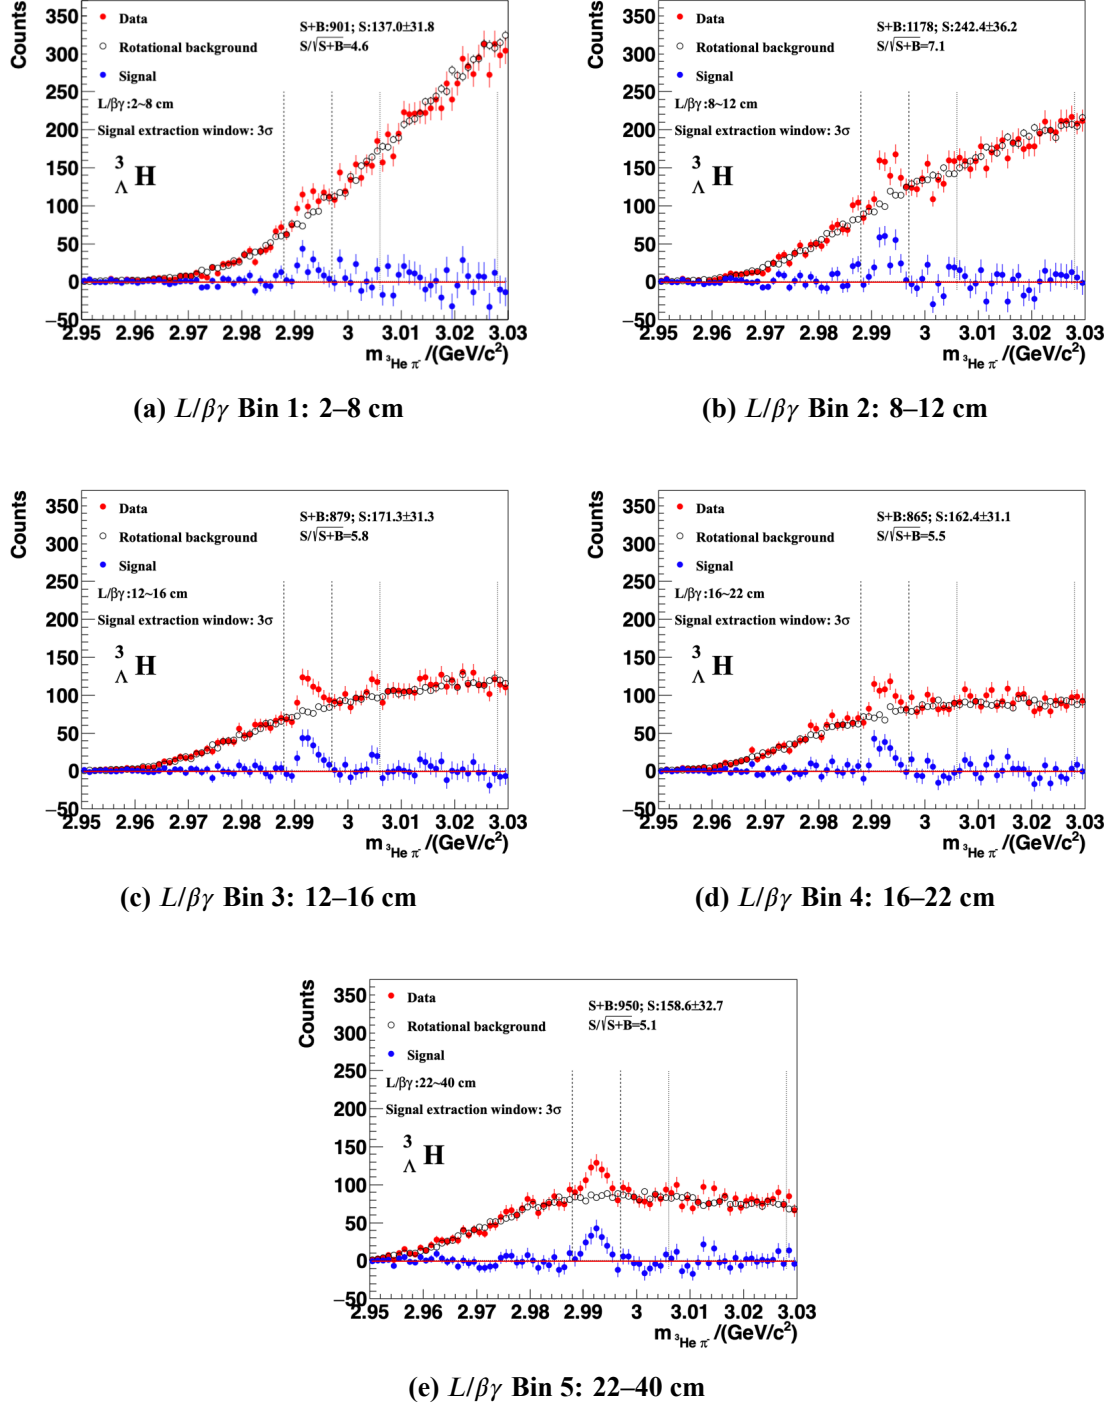 Counts
350
300
250
200
150
100
50
0
−50
Data
Rotational background
Signal
S+B:901; S:137.0±31.8
S/√S+B=4.6
L/βγ:2~8 cm
Signal extraction window: 3σ
3
Λ H
2.95 2.96 2.97 2.98 2.99 3 3.01 3.02 3.03
m ³He π⁻ /(GeV/c²)
(a) L/βγ Bin 1: 2–8 cm
Counts
350
300
250
200
150
100
50
0
−50
Data
Rotational background
Signal
S+B:1178; S:242.4±36.2
S/√S+B=7.1
L/βγ:8~12 cm
Signal extraction window: 3σ
3
Λ H
2.95 2.96 2.97 2.98 2.99 3 3.01 3.02 3.03
m ³He π⁻ /(GeV/c²)
(b) L/βγ Bin 2: 8–12 cm
Counts
350
300
250
200
150
100
50
0
−50
Data
Rotational background
Signal
S+B:879; S:171.3±31.3
S/√S+B=5.8
L/βγ:12~16 cm
Signal extraction window: 3σ
3
Λ H
2.95 2.96 2.97 2.98 2.99 3 3.01 3.02 3.03
m ³He π⁻ /(GeV/c²)
(c) L/βγ Bin 3: 12–16 cm
Counts
350
300
250
200
150
100
50
0
−50
Data
Rotational background
Signal
S+B:865; S:162.4±31.1
S/√S+B=5.5
L/βγ:16~22 cm
Signal extraction window: 3σ
3
Λ H
2.95 2.96 2.97 2.98 2.99 3 3.01 3.02 3.03
m ³He π⁻ /(GeV/c²)
(d) L/βγ Bin 4: 16–22 cm
Counts
350
300
250
200
150
100
50
0
−50
Data
Rotational background
Signal
S+B:950; S:158.6±32.7
S/√S+B=5.1
L/βγ:22~40 cm
Signal extraction window: 3σ
3
Λ H
2.95 2.96 2.97 2.98 2.99 3 3.01 3.02 3.03
m ³He π⁻ /(GeV/c²)
(e) L/βγ Bin 5: 22–40 cm